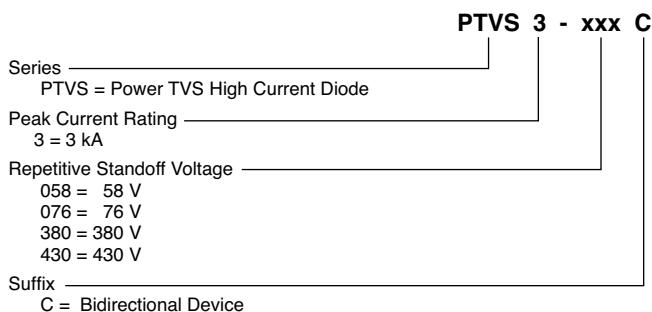 PTVS 3 - xxx C
Series
PTVS = Power TVS High Current Diode
Peak Current Rating
3 = 3 kA
Repetitive Standoff Voltage
058 = 58 V
076 = 76 V
380 = 380 V
430 = 430 V
Suffix
C = Bidirectional Device